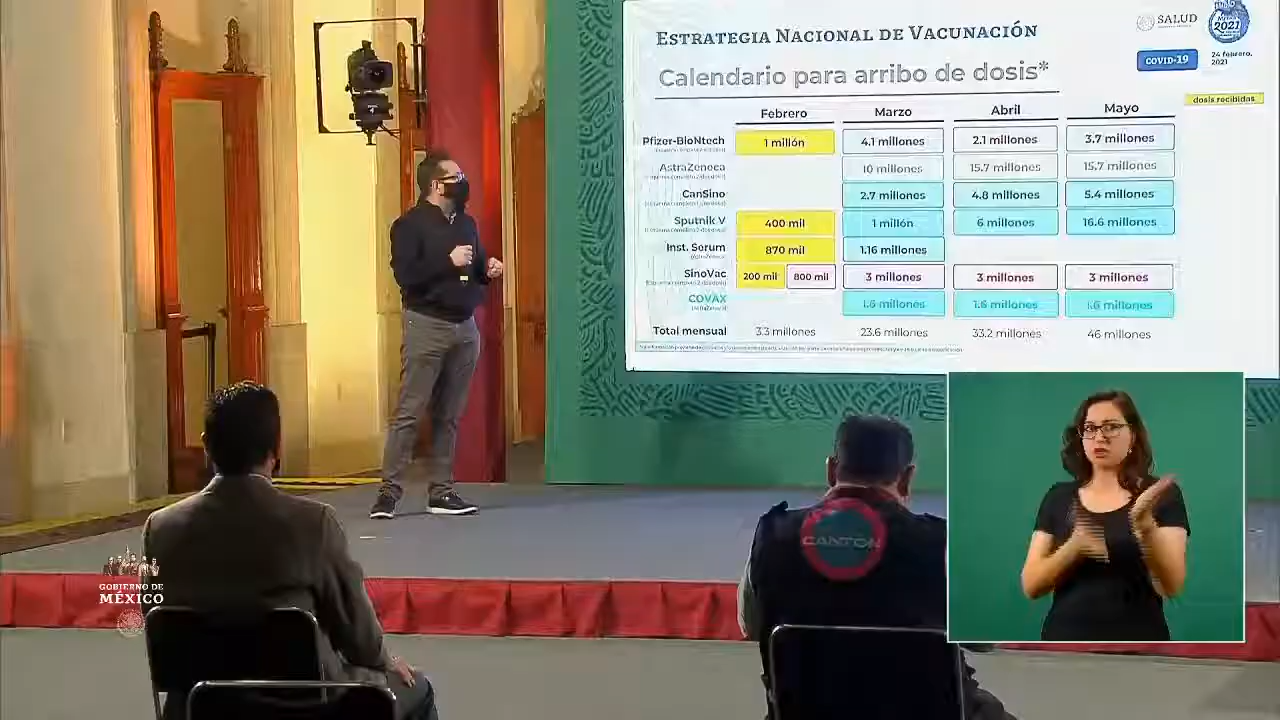 ESTRATEGIA NACIONAL DE VACUNACIÓN
Calendario para arribo de dosis*
SALUD
2021
COVID-19
24 febrero, 2021
dosis recibidas
Febrero Marzo Abril Mayo
Pfizer-BioNtech 1 millón 4.1 millones 2.1 millones 3.7 millones
AstraZeneca 10 millones 15.7 millones 15.7 millones
CanSino 2.7 millones 4.8 millones 5.4 millones
Sputnik V 400 mil 1 millón 6 millones 16.6 millones
Inst. Serum 870 mil 1.16 millones
SinoVac 200 mil 800 mil 3 millones 3 millones 3 millones
COVAX 1.6 millones 1.6 millones 1.6 millones
Total mensual 3.3 millones 23.6 millones 33.2 millones 46 millones
CANTON
GOBIERNO DE
MÉXICO